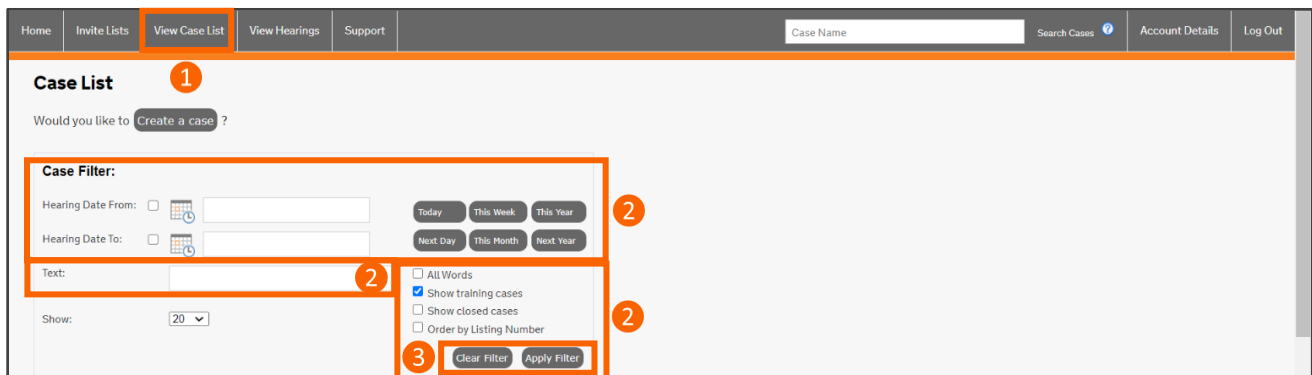 Home Invite Lists View Case List View Hearings Support Case Name Search Cases ? Account Details Log Out
1
Case List
Would you like to Create a case ?
Case Filter:
Hearing Date From: Today This Week This Year
2
Hearing Date To: Next Day This Month Next Year
Text: 2 All Words
Show training cases
Show: 20 Show closed cases 2
Order by Listing Number
3 Clear Filter Apply Filter